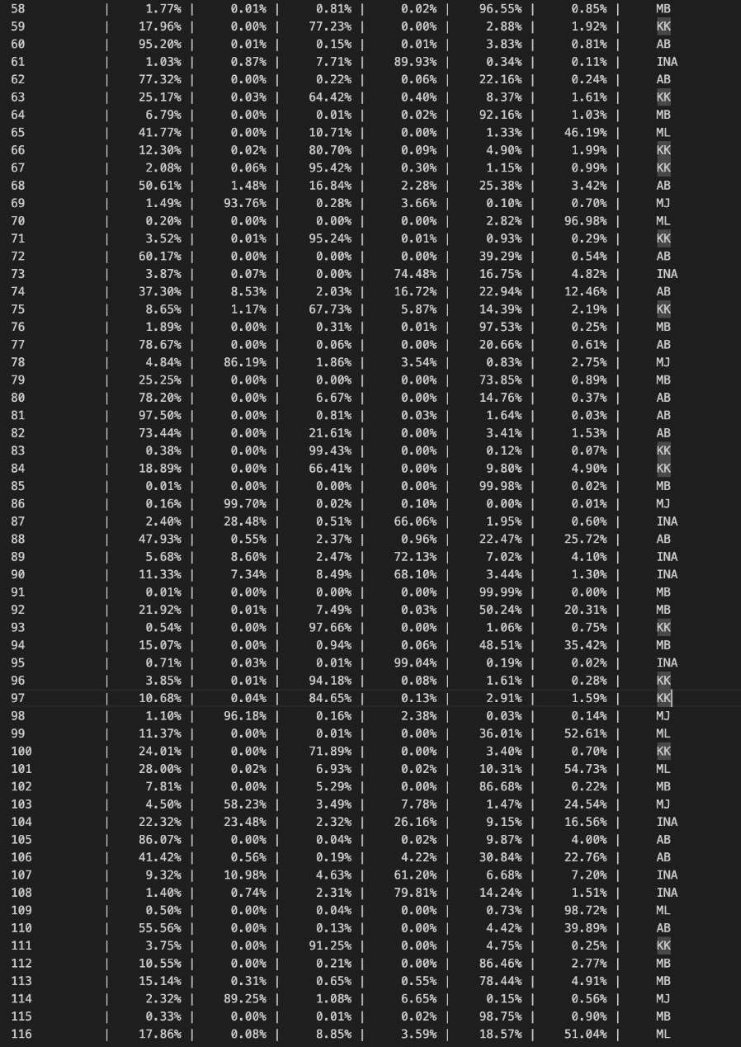 58 | 1.77% | 0.01% | 0.81% | 0.02% | 96.55% | 0.85% | MB
59 | 17.96% | 0.00% | 77.23% | 0.00% | 2.88% | 1.92% | KK
60 | 95.20% | 0.01% | 0.15% | 0.01% | 3.83% | 0.81% | AB
61 | 1.03% | 0.87% | 7.71% | 89.93% | 0.34% | 0.11% | INA
62 | 77.32% | 0.00% | 0.22% | 0.06% | 22.16% | 0.24% | AB
63 | 25.17% | 0.03% | 64.42% | 0.40% | 8.37% | 1.61% | KK
64 | 6.79% | 0.00% | 0.01% | 0.02% | 92.16% | 1.03% | MB
65 | 41.77% | 0.00% | 10.71% | 0.00% | 1.33% | 46.19% | ML
66 | 12.30% | 0.02% | 80.70% | 0.09% | 4.90% | 1.99% | KK
67 | 2.08% | 0.06% | 95.42% | 0.30% | 1.15% | 0.99% | KK
68 | 50.61% | 1.48% | 16.84% | 2.28% | 25.38% | 3.42% | AB
69 | 1.49% | 93.76% | 0.28% | 3.66% | 0.10% | 0.70% | MJ
70 | 0.20% | 0.00% | 0.00% | 0.00% | 2.82% | 96.98% | ML
71 | 3.52% | 0.01% | 95.24% | 0.01% | 0.93% | 0.29% | KK
72 | 60.17% | 0.00% | 0.00% | 0.00% | 39.29% | 0.54% | AB
73 | 3.87% | 0.07% | 0.00% | 74.48% | 16.75% | 4.82% | INA
74 | 37.30% | 8.53% | 2.03% | 16.72% | 22.94% | 12.46% | AB
75 | 8.65% | 1.17% | 67.73% | 5.87% | 14.39% | 2.19% | KK
76 | 1.89% | 0.00% | 0.31% | 0.01% | 97.53% | 0.25% | MB
77 | 78.67% | 0.00% | 0.06% | 0.00% | 20.66% | 0.61% | AB
78 | 4.84% | 86.19% | 1.86% | 3.54% | 0.83% | 2.75% | MJ
79 | 25.25% | 0.00% | 0.00% | 0.00% | 73.85% | 0.89% | MB
80 | 78.20% | 0.00% | 6.67% | 0.00% | 14.76% | 0.37% | AB
81 | 97.50% | 0.00% | 0.81% | 0.03% | 1.64% | 0.03% | AB
82 | 73.44% | 0.00% | 21.61% | 0.00% | 3.41% | 1.53% | AB
83 | 0.38% | 0.00% | 99.43% | 0.00% | 0.12% | 0.07% | KK
84 | 18.89% | 0.00% | 66.41% | 0.00% | 9.80% | 4.90% | KK
85 | 0.01% | 0.00% | 0.00% | 0.00% | 99.98% | 0.02% | MB
86 | 0.16% | 99.70% | 0.02% | 0.10% | 0.00% | 0.01% | MJ
87 | 2.40% | 28.48% | 0.51% | 66.06% | 1.95% | 0.60% | INA
88 | 47.93% | 0.55% | 2.37% | 0.96% | 22.47% | 25.72% | AB
89 | 5.68% | 8.60% | 2.47% | 72.13% | 7.02% | 4.10% | INA
90 | 11.33% | 7.34% | 8.49% | 68.10% | 3.44% | 1.30% | INA
91 | 0.01% | 0.00% | 0.00% | 0.00% | 99.99% | 0.00% | MB
92 | 21.92% | 0.01% | 7.49% | 0.03% | 50.24% | 20.31% | MB
93 | 0.54% | 0.00% | 97.66% | 0.00% | 1.06% | 0.75% | KK
94 | 15.07% | 0.00% | 0.94% | 0.06% | 48.51% | 35.42% | MB
95 | 0.71% | 0.03% | 0.01% | 99.04% | 0.19% | 0.02% | INA
96 | 3.85% | 0.01% | 94.18% | 0.08% | 1.61% | 0.28% | KK
97 | 10.68% | 0.04% | 84.65% | 0.13% | 2.91% | 1.59% | KK
98 | 1.10% | 96.18% | 0.16% | 2.38% | 0.03% | 0.14% | MJ
99 | 11.37% | 0.00% | 0.01% | 0.00% | 36.01% | 52.61% | ML
100 | 24.01% | 0.00% | 71.89% | 0.00% | 3.40% | 0.70% | KK
101 | 28.00% | 0.02% | 6.93% | 0.02% | 10.31% | 54.73% | ML
102 | 7.81% | 0.00% | 5.29% | 0.00% | 86.68% | 0.22% | MB
103 | 4.50% | 58.23% | 3.49% | 7.78% | 1.47% | 24.54% | MJ
104 | 22.32% | 23.48% | 2.32% | 26.16% | 9.15% | 16.56% | INA
105 | 86.07% | 0.00% | 0.04% | 0.02% | 9.87% | 4.00% | AB
106 | 41.42% | 0.56% | 0.19% | 4.22% | 30.84% | 22.76% | AB
107 | 9.32% | 10.98% | 4.63% | 61.20% | 6.68% | 7.20% | INA
108 | 1.40% | 0.74% | 2.31% | 79.81% | 14.24% | 1.51% | INA
109 | 0.50% | 0.00% | 0.04% | 0.00% | 0.73% | 98.72% | ML
110 | 55.56% | 0.00% | 0.13% | 0.00% | 4.42% | 39.89% | AB
111 | 3.75% | 0.00% | 91.25% | 0.00% | 4.75% | 0.25% | KK
112 | 10.55% | 0.00% | 0.21% | 0.00% | 86.46% | 2.77% | MB
113 | 15.14% | 0.31% | 0.65% | 0.55% | 78.44% | 4.91% | MB
114 | 2.32% | 89.25% | 1.08% | 6.65% | 0.15% | 0.56% | MJ
115 | 0.33% | 0.00% | 0.01% | 0.02% | 98.75% | 0.90% | MB
116 | 17.86% | 0.08% | 8.85% | 3.59% | 18.57% | 51.04% | ML